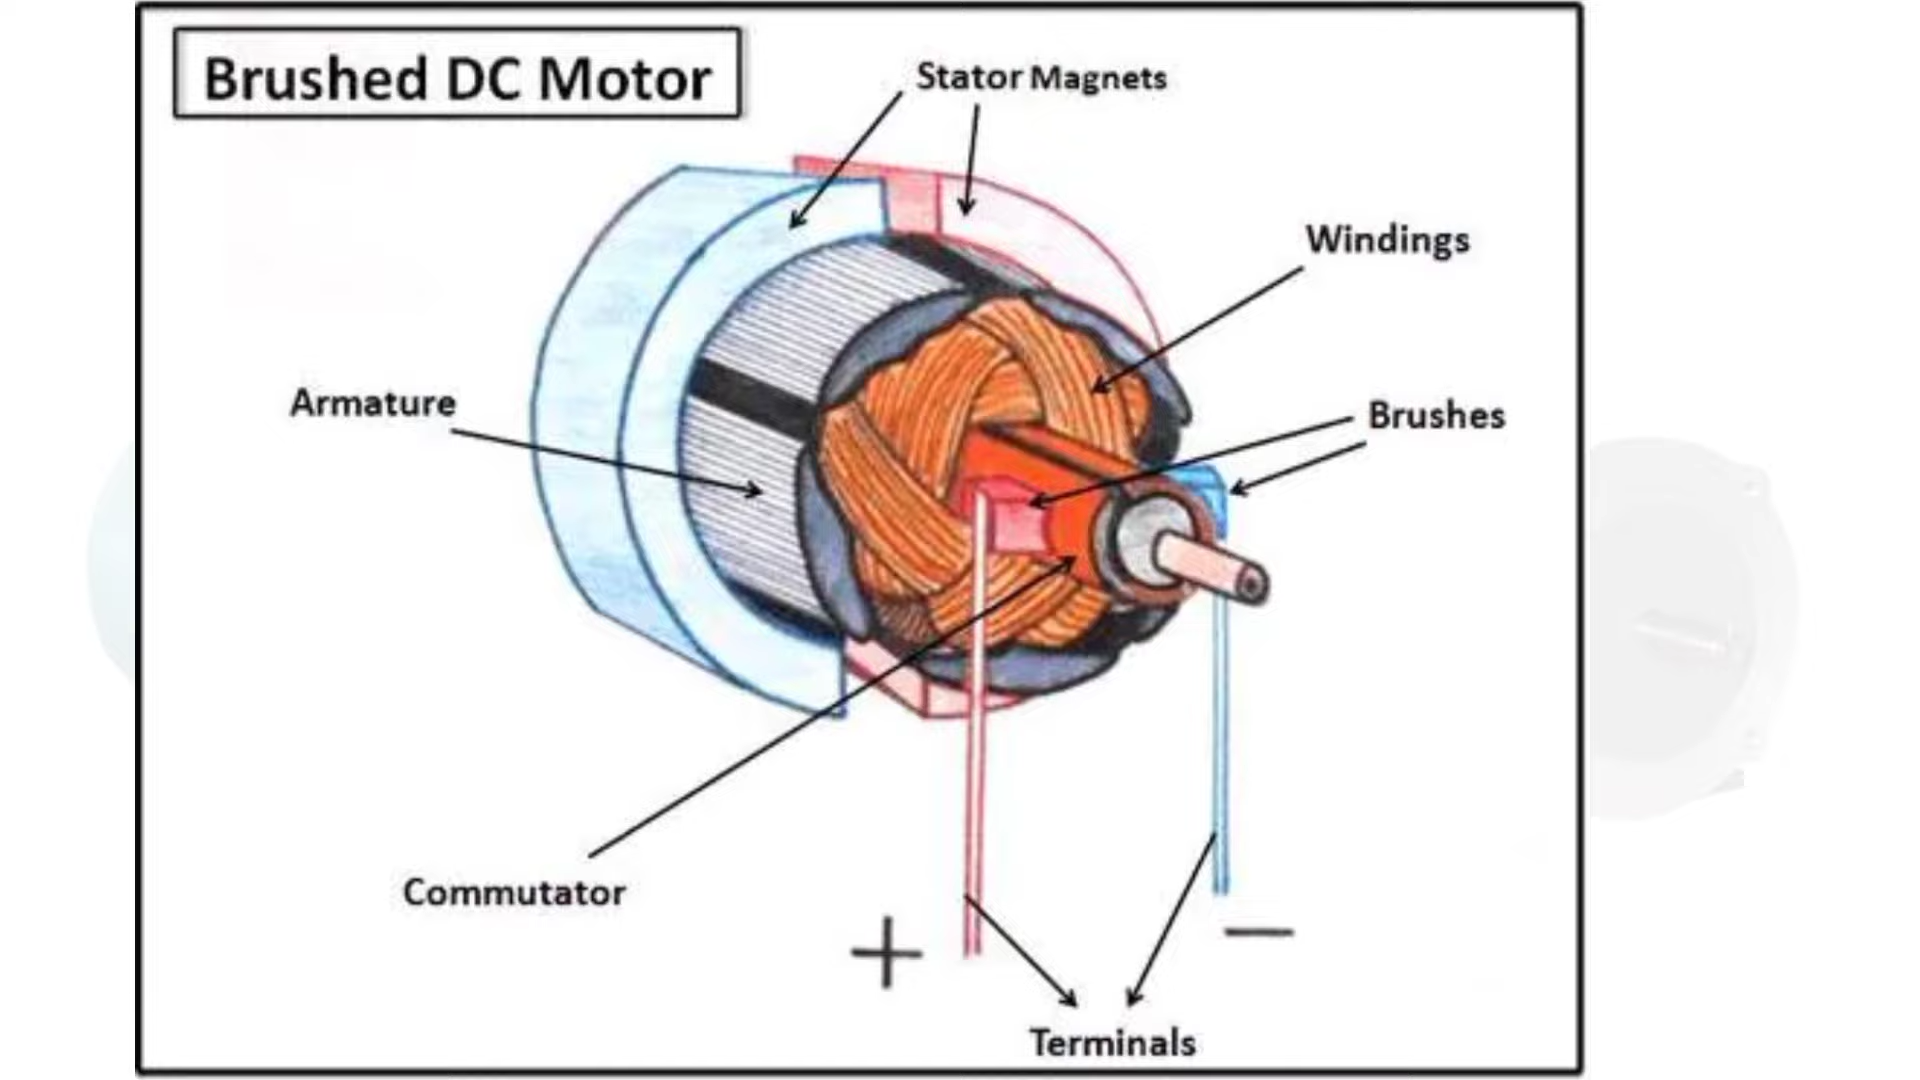 Brushed DC Motor
Stator Magnets
Windings
Armature
Brushes
Commutator
+
—
Terminals